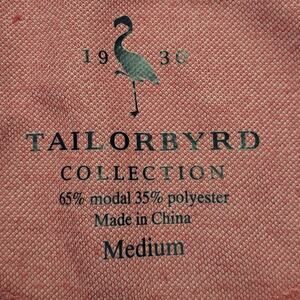 19 30
TAILORBYRD
COLLECTION
65% modal 35% polyester
Made in China
Medium